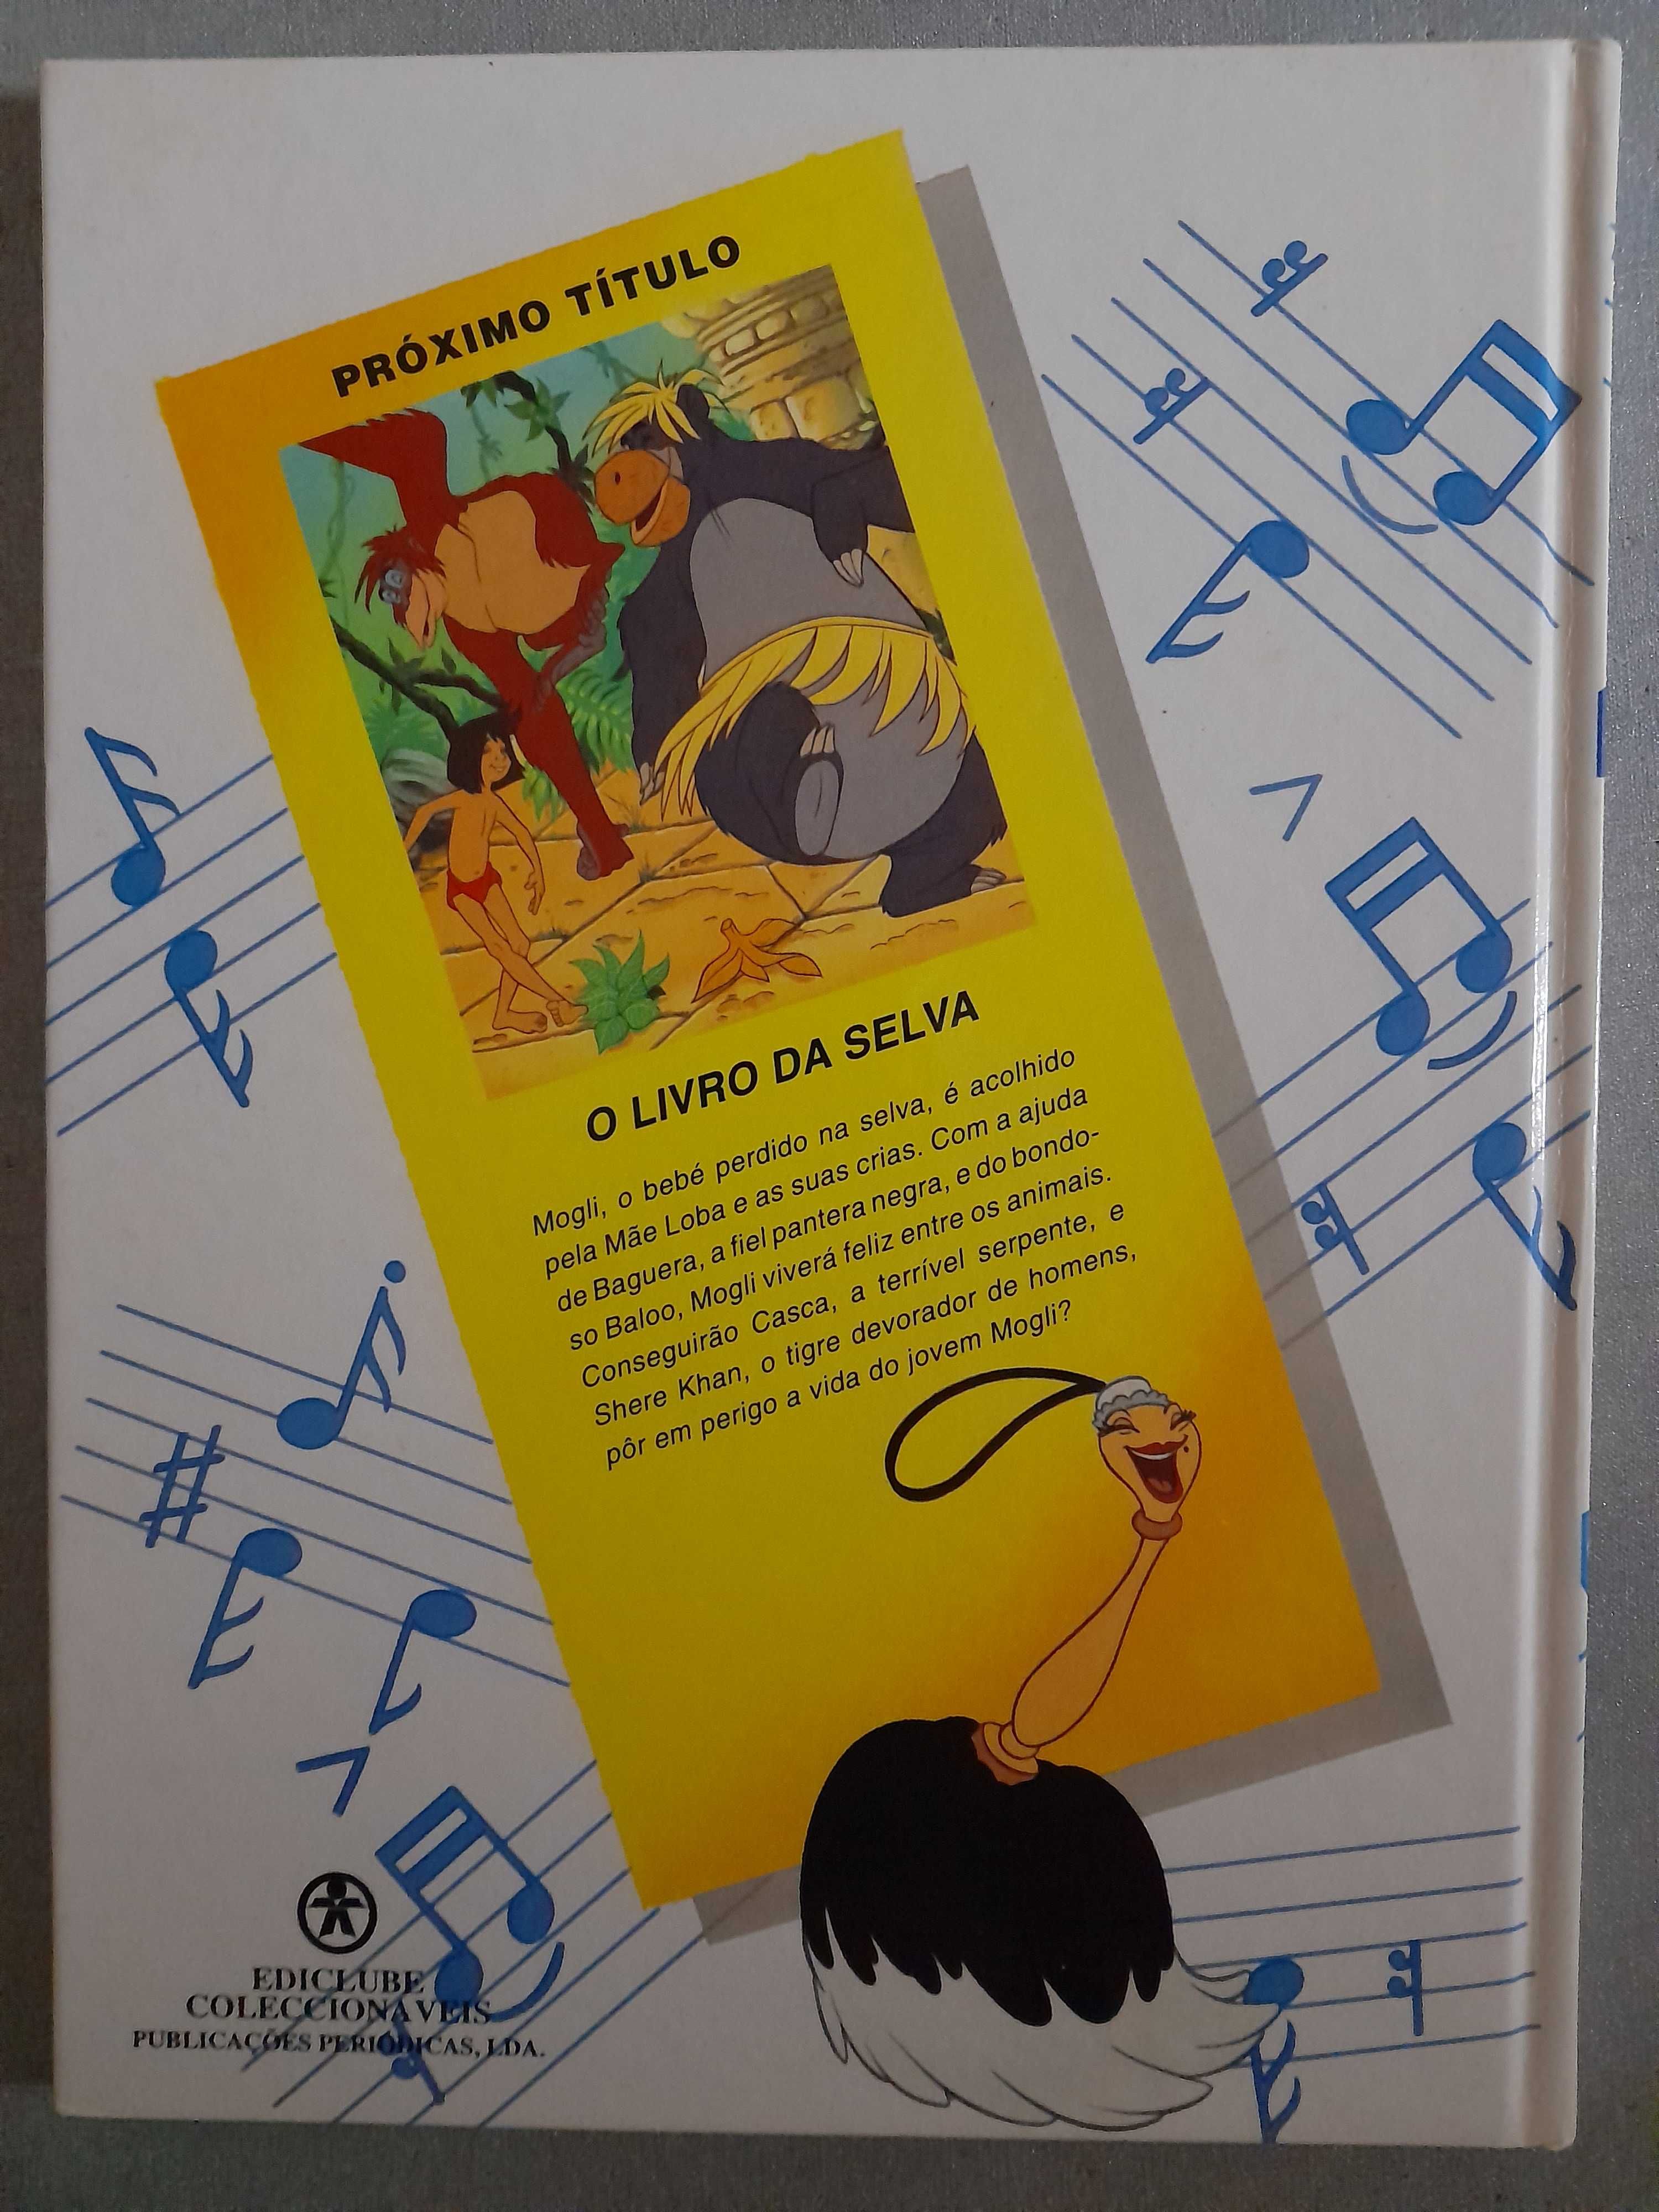 PRÓXIMO TÍTULO
O LIVRO DA SELVA
Mogli, o bebé perdido na selva, é acolhido
pela Mãe Loba e as suas crias. Com a ajuda
de Baguera, a fiel pantera negra, e do bondo-
so Baloo, Mogli viverá feliz entre os animais.
Conseguirão Casca, a terrível serpente, e
Shere Khan, o tigre devorador de homens,
pôr em perigo a vida do jovem Mogli?
EDICLUBE
COLECCIONÁVEIS
PUBLICAÇÕES PERIÓDICAS, LDA.